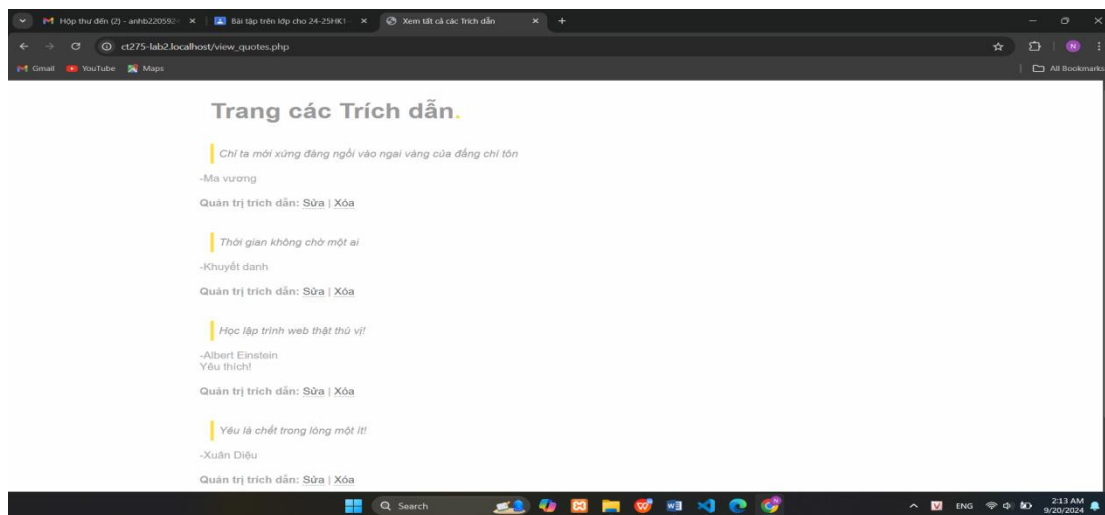 Hộp thư đến (2) - anhb220592
Bài tập trên lớp cho 24-25HK1
Xem tất cả các Trích dẫn
ct275-lab2.localhost/view_quotes.php
N
Gmail YouTube Maps
All Bookmarks
Trang các Trích dẫn.
Chỉ ta mới xứng đáng ngồi vào ngai vàng của đấng chí tôn
-Ma vương
Quản trị trích dẫn: Sửa | Xóa
Thời gian không chờ một ai
-Khuyết danh
Quản trị trích dẫn: Sửa | Xóa
Học lập trình web thật thú vị!
-Albert Einstein
Yêu thích!
Quản trị trích dẫn: Sửa | Xóa
Yêu là chết trong lòng một ít!
-Xuân Diệu
Quản trị trích dẫn: Sửa | Xóa
Search
ENG
2:13 AM
9/20/2024